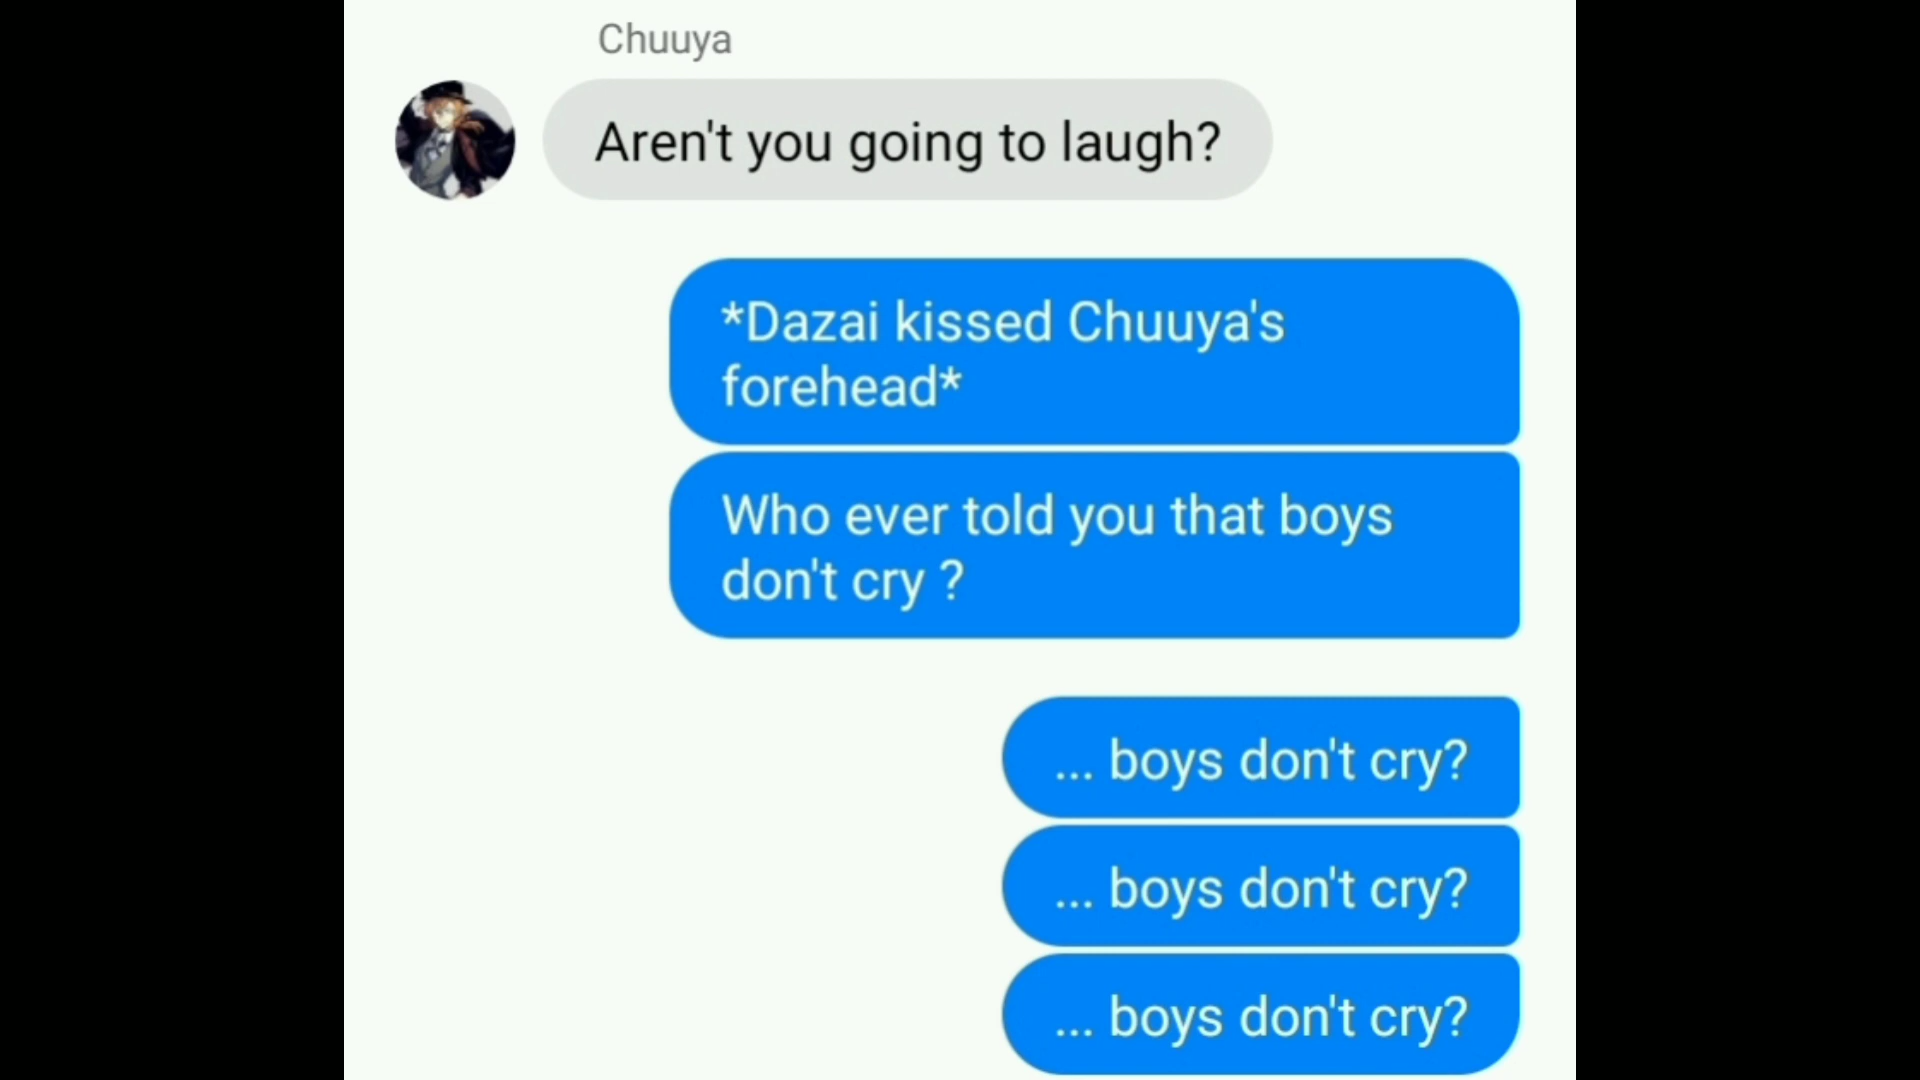 Chuuya
Aren't you going to laugh?
*Dazai kissed Chuuya's
forehead*
Who ever told you that boys
don't cry ?
... boys don't cry?
... boys don't cry?
... boys don't cry?